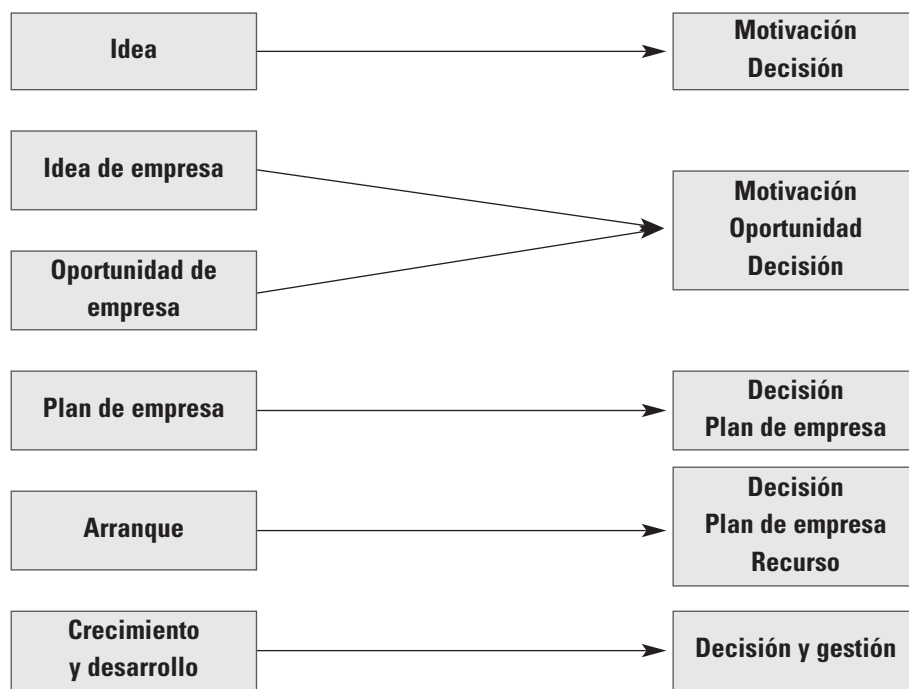 Idea
Motivación
Decisión
Idea de empresa
Oportunidad de
empresa
Motivación
Oportunidad
Decisión
Plan de empresa
Decisión
Plan de empresa
Arranque
Decisión
Plan de empresa
Recurso
Crecimiento
y desarrollo
Decisión y gestión